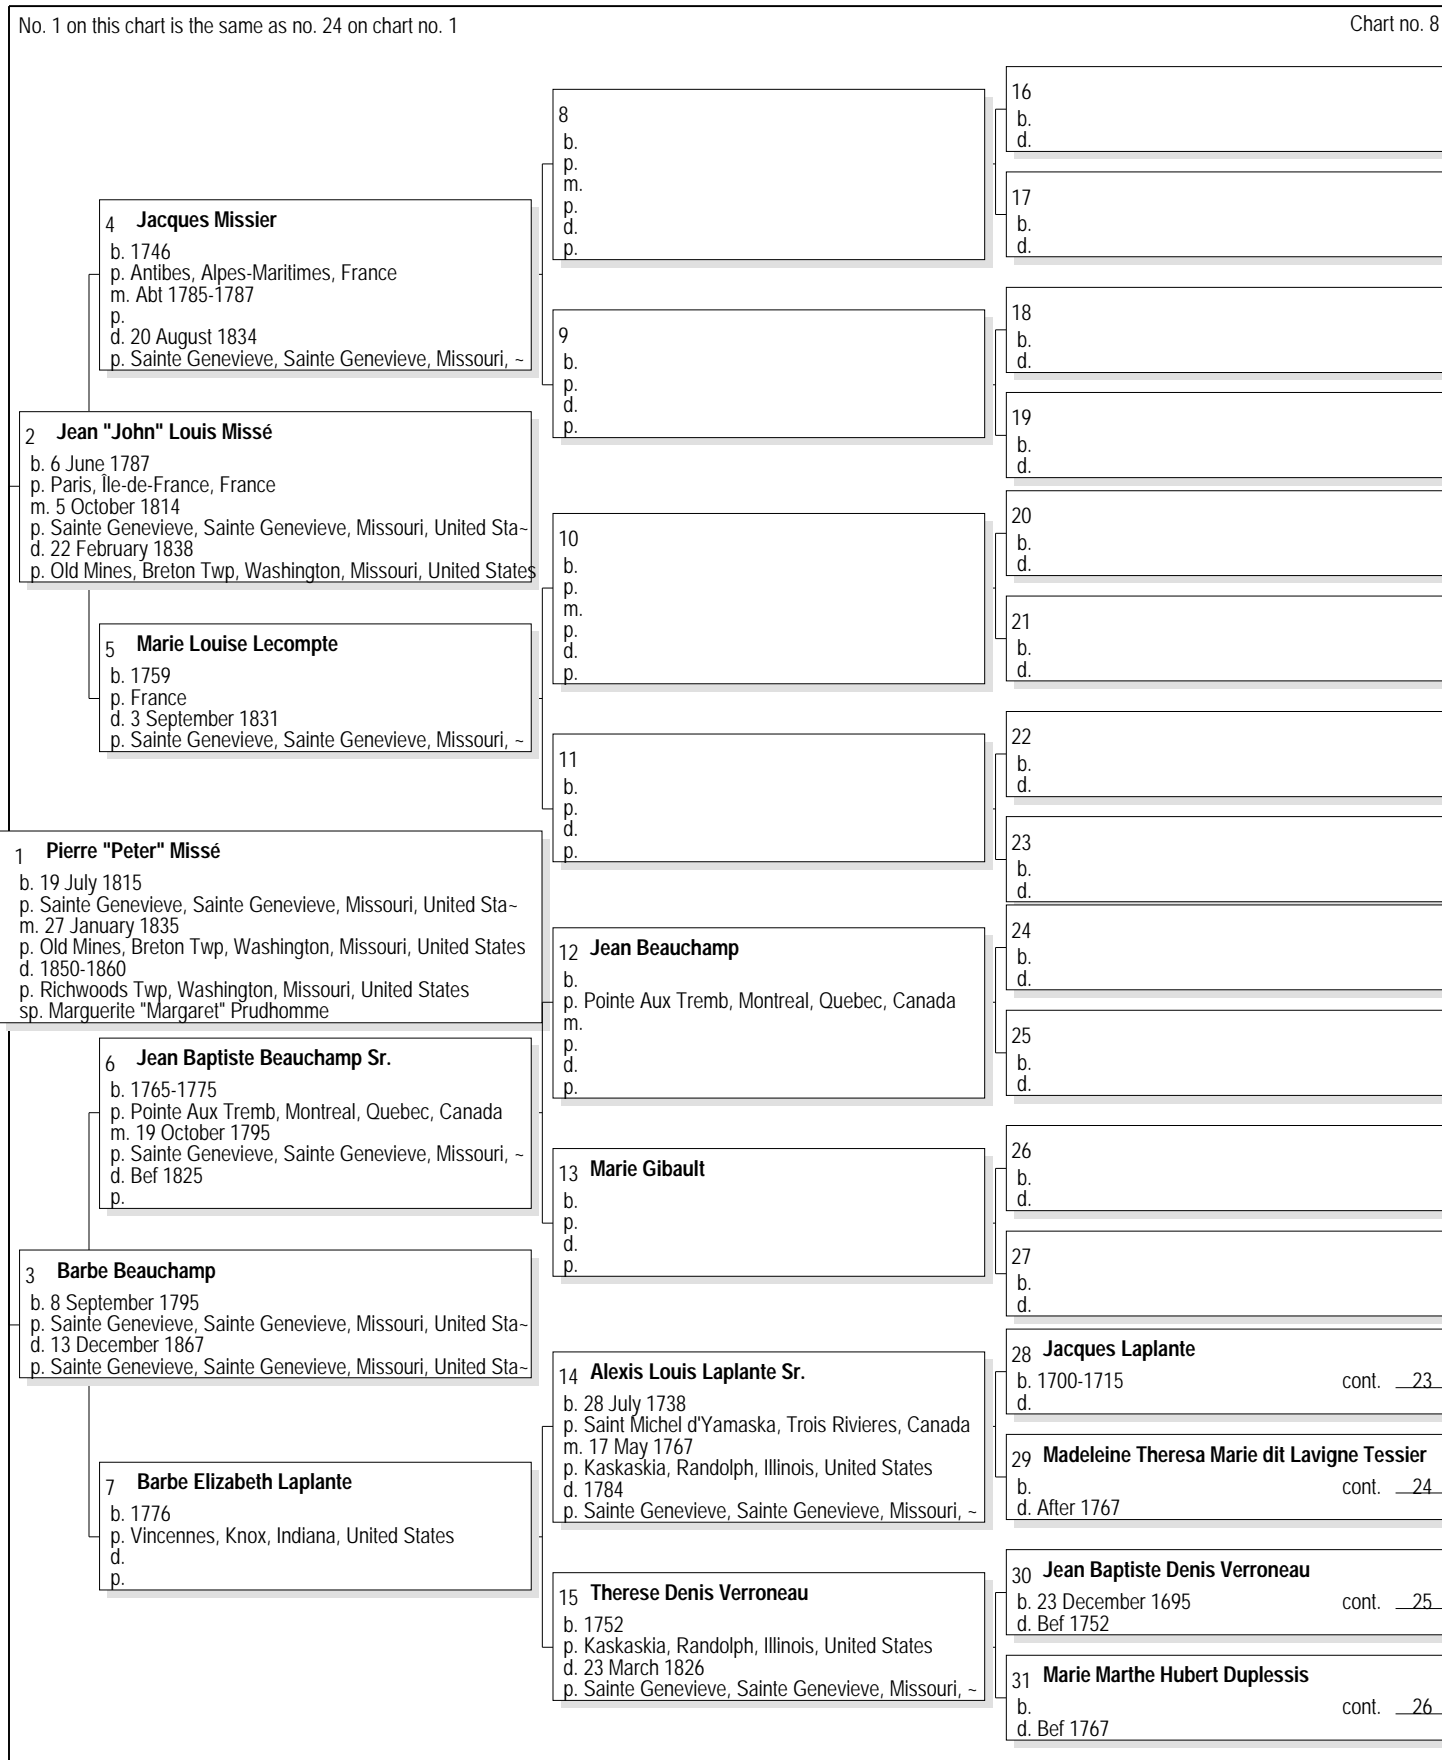 No. 1 on this chart is the same as no. 24 on chart no. 1
Chart no. 8
4 Jacques Missier
b. 1746
p. Antibes, Alpes-Maritimes, France
m. Abt 1785-1787
p.
d. 20 August 1834
p. Sainte Genevieve, Sainte Genevieve, Missouri, ~
2 Jean "John" Louis Missé
b. 6 June 1787
p. Paris, Île-de-France, France
m. 5 October 1814
p. Sainte Genevieve, Sainte Genevieve, Missouri, United Sta~
d. 22 February 1838
p. Old Mines, Breton Twp, Washington, Missouri, United States
5 Marie Louise Lecompte
b. 1759
p. France
d. 3 September 1831
p. Sainte Genevieve, Sainte Genevieve, Missouri, ~
1 Pierre "Peter" Missé
b. 19 July 1815
p. Sainte Genevieve, Sainte Genevieve, Missouri, United Sta~
m. 27 January 1835
p. Old Mines, Breton Twp, Washington, Missouri, United States
d. 1850-1860
p. Richwoods Twp, Washington, Missouri, United States
sp. Marguerite "Margaret" Prudhomme
6 Jean Baptiste Beauchamp Sr.
b. 1765-1775
p. Pointe Aux Tremb, Montreal, Quebec, Canada
m. 19 October 1795
p. Sainte Genevieve, Sainte Genevieve, Missouri, ~
d. Bef 1825
p.
3 Barbe Beauchamp
b. 8 September 1795
p. Sainte Genevieve, Sainte Genevieve, Missouri, United Sta~
d. 13 December 1867
p. Sainte Genevieve, Sainte Genevieve, Missouri, United Sta~
7 Barbe Elizabeth Laplante
b. 1776
p. Vincennes, Knox, Indiana, United States
d.
p.
8
b.
p.
m.
p.
d.
p.
9
b.
p.
d.
p.
10
b.
p.
m.
p.
d.
p.
11
b.
p.
d.
p.
12 Jean Beauchamp
b.
p. Pointe Aux Tremb, Montreal, Quebec, Canada
m.
p.
d.
p.
13 Marie Gibault
b.
p.
d.
p.
14 Alexis Louis Laplante Sr.
b. 28 July 1738
p. Saint Michel d'Yamaska, Trois Rivieres, Canada
m. 17 May 1767
p. Kaskaskia, Randolph, Illinois, United States
d. 1784
p. Sainte Genevieve, Sainte Genevieve, Missouri, ~
15 Therese Denis Verroneau
b. 1752
p. Kaskaskia, Randolph, Illinois, United States
d. 23 March 1826
p. Sainte Genevieve, Sainte Genevieve, Missouri, ~
16
b.
d.
17
b.
d.
18
b.
d.
19
b.
d.
20
b.
d.
21
b.
d.
22
b.
d.
23
b.
d.
24
b.
d.
25
b.
d.
26
b.
d.
27
b.
d.
28 Jacques Laplante
b. 1700-1715 cont. 23
d.
29 Madeleine Theresa Marie dit Lavigne Tessier
b. cont. 24
d. After 1767
30 Jean Baptiste Denis Verroneau
b. 23 December 1695 cont. 25
d. Bef 1752
31 Marie Marthe Hubert Duplessis
b. cont. 26
d. Bef 1767